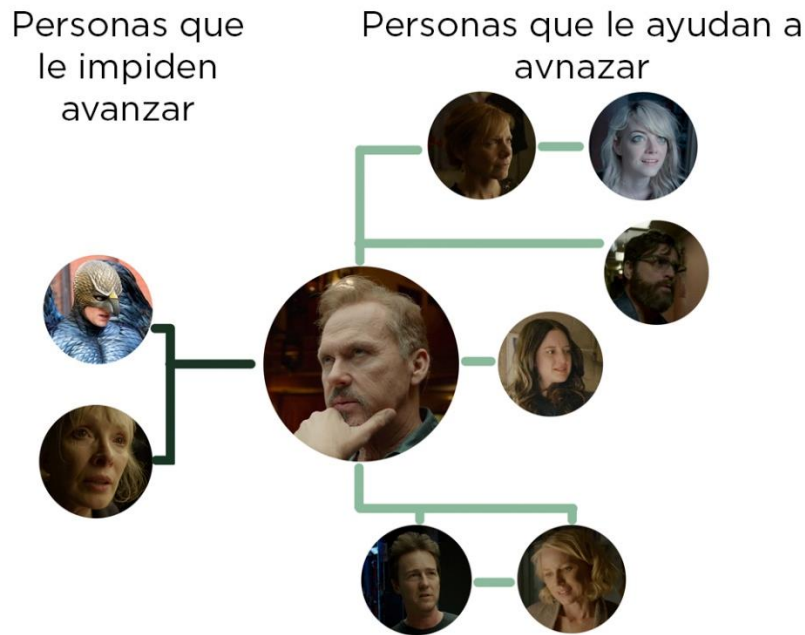 Personas que
le impiden
avanzar
Personas que le ayudan a
avnazar